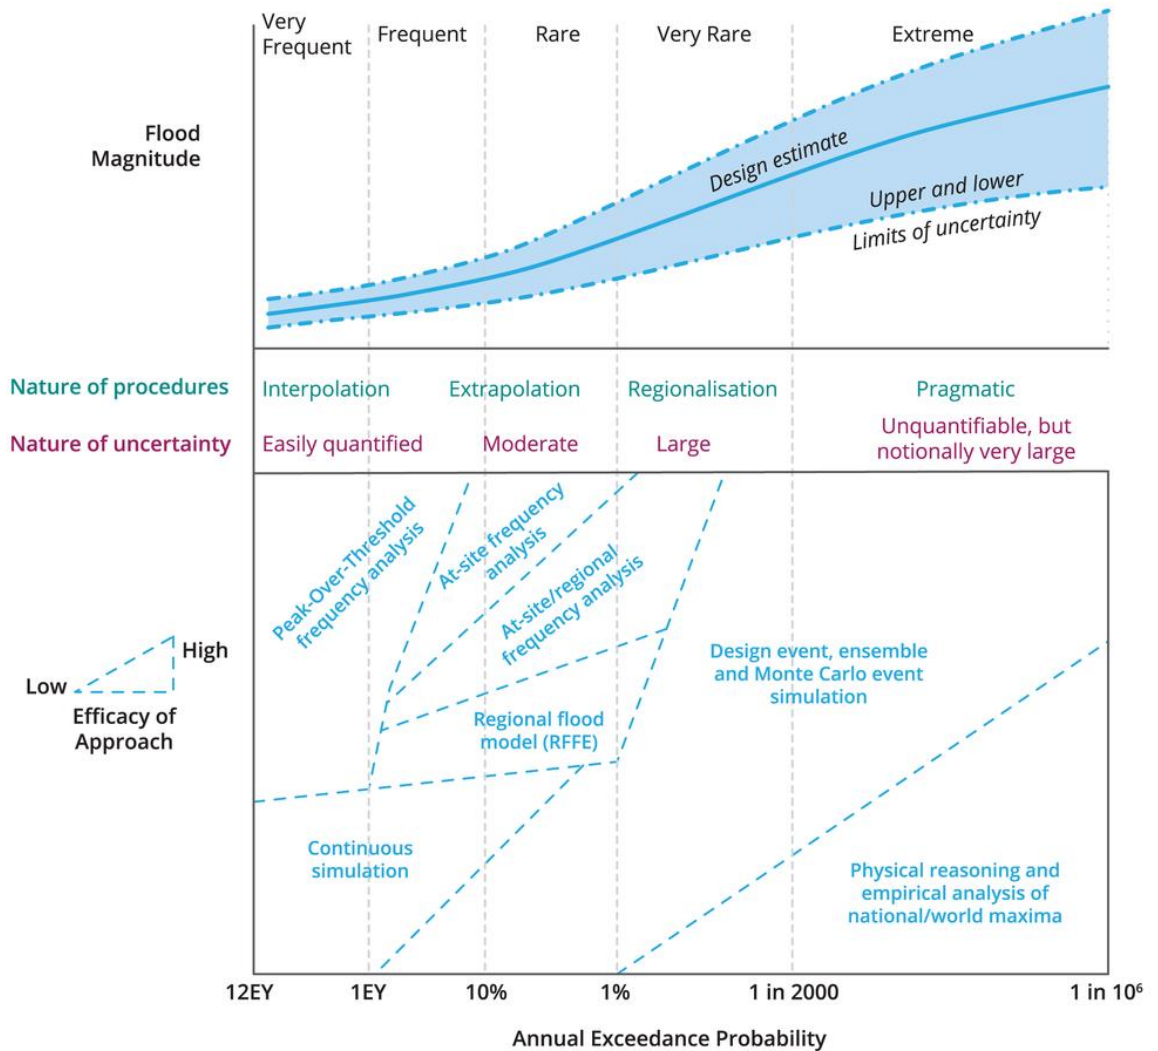 Very
Frequent
Frequent
Rare
Very Rare
Extreme
Flood
Magnitude
Design estimate
Upper and lower
Limits of uncertainty
Nature of procedures
Interpolation
Extrapolation
Regionalisation
Pragmatic
Nature of uncertainty
Easily quantified
Moderate
Large
Unquantifiable, but
notionally very large
Peak-Over-Threshold
frequency analysis
At-site frequency
analysis
At-site/regional
frequency analysis
Regional flood
model (RFFE)
Design event, ensemble
and Monte Carlo event
simulation
High
Low
Efficacy of
Approach
Continuous
simulation
Physical reasoning and
empirical analysis of
national/world maxima
12EY
1EY
10%
1%
1 in 2000
1 in 10⁶
Annual Exceedance Probability